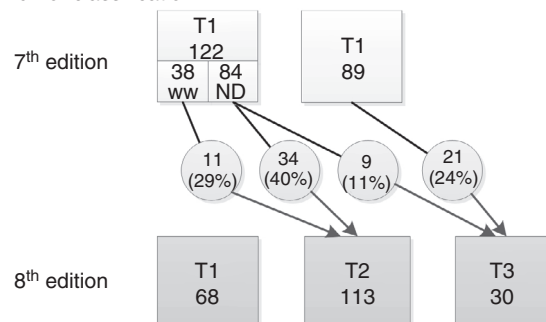 7th edition
T1
122
38
ww
84
ND
T1
89
11
(29%)
34
(40%)
9
(11%)
21
(24%)
8th edition
T1
68
T2
113
T3
30